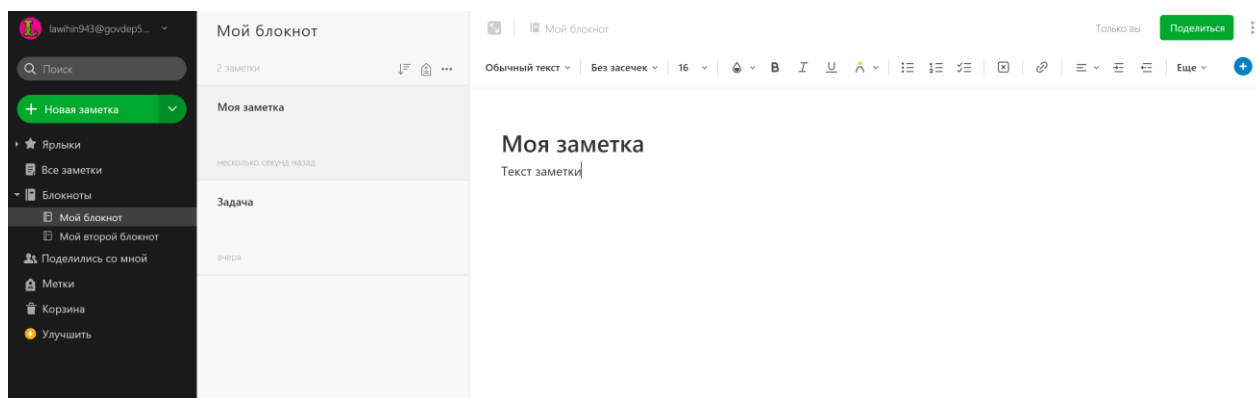 lawihin943@govdep5...
Поиск
Новая заметка
Ярлыки
Все заметки
Блокноты
Мой блокнот
Мой второй блокнот
Поделились со мной
Метки
Корзина
Улучшить
Мой блокнот
2 заметки
Моя заметка
несколько секунд назад
Задача
вчера
Мой блокнот
Только вы
Поделиться
Обычный текст Без засечек 16 B I U Еще
Моя заметка
Текст заметки